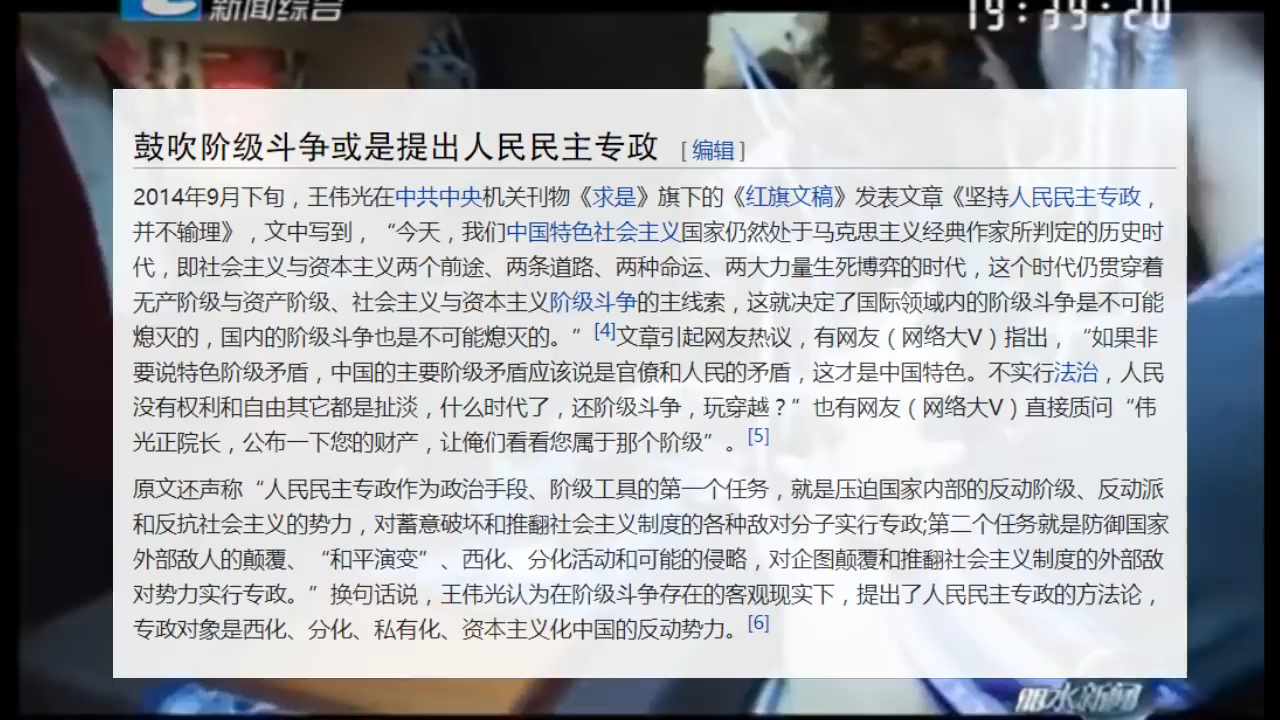 新闻综合
19:39:20
鼓吹阶级斗争或是提出人民民主专政 [ 编辑 ]
2014年9月下旬，王伟光在中共中央机关刊物《求是》旗下的《红旗文稿》发表文章《坚持人民民主专政，
并不输理》，文中写到，“今天，我们中国特色社会主义国家仍然处于马克思主义经典作家所判定的历史时
代，即社会主义与资本主义两个前途、两条道路、两种命运、两大力量生死博弈的时代，这个时代仍贯穿着
无产阶级与资产阶级、社会主义与资本主义阶级斗争的主线索，这就决定了国际领域内的阶级斗争是不可能
熄灭的，国内的阶级斗争也是不可能熄灭的。”[4]文章引起网友热议，有网友（网络大V）指出，“如果非
要说特色阶级矛盾，中国的主要阶级矛盾应该说是官僚和人民的矛盾，这才是中国特色。不实行法治，人民
没有权利和自由其它都是扯淡，什么时代了，还阶级斗争，玩穿越？”也有网友（网络大V）直接质问“伟
光正院长，公布一下您的财产，让俺们看看您属于那个阶级”。[5]
原文还声称“人民民主专政作为政治手段、阶级工具的第一个任务，就是压迫国家内部的反动阶级、反动派
和反抗社会主义的势力，对蓄意破坏和推翻社会主义制度的各种敌对分子实行专政;第二个任务就是防御国家
外部敌人的颠覆、“和平演变”、西化、分化活动和可能的侵略，对企图颠覆和推翻社会主义制度的外部敌
对势力实行专政。”换句话说，王伟光认为在阶级斗争存在的客观现实下，提出了人民民主专政的方法论，
专政对象是西化、分化、私有化、资本主义化中国的反动势力。[6]
丽水新闻